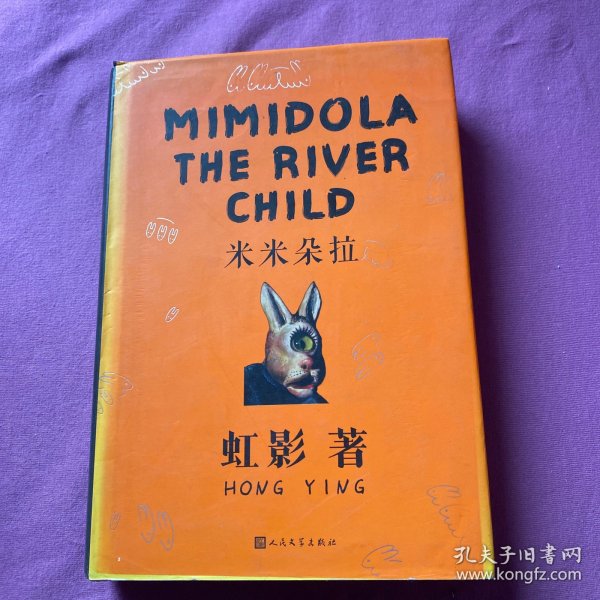 MIMIDOLA
THE RIVER
CHILD
米米朵拉
虹影 著
HONG YING
人民文学出版社
孔夫子旧书网
www.kongfz.com